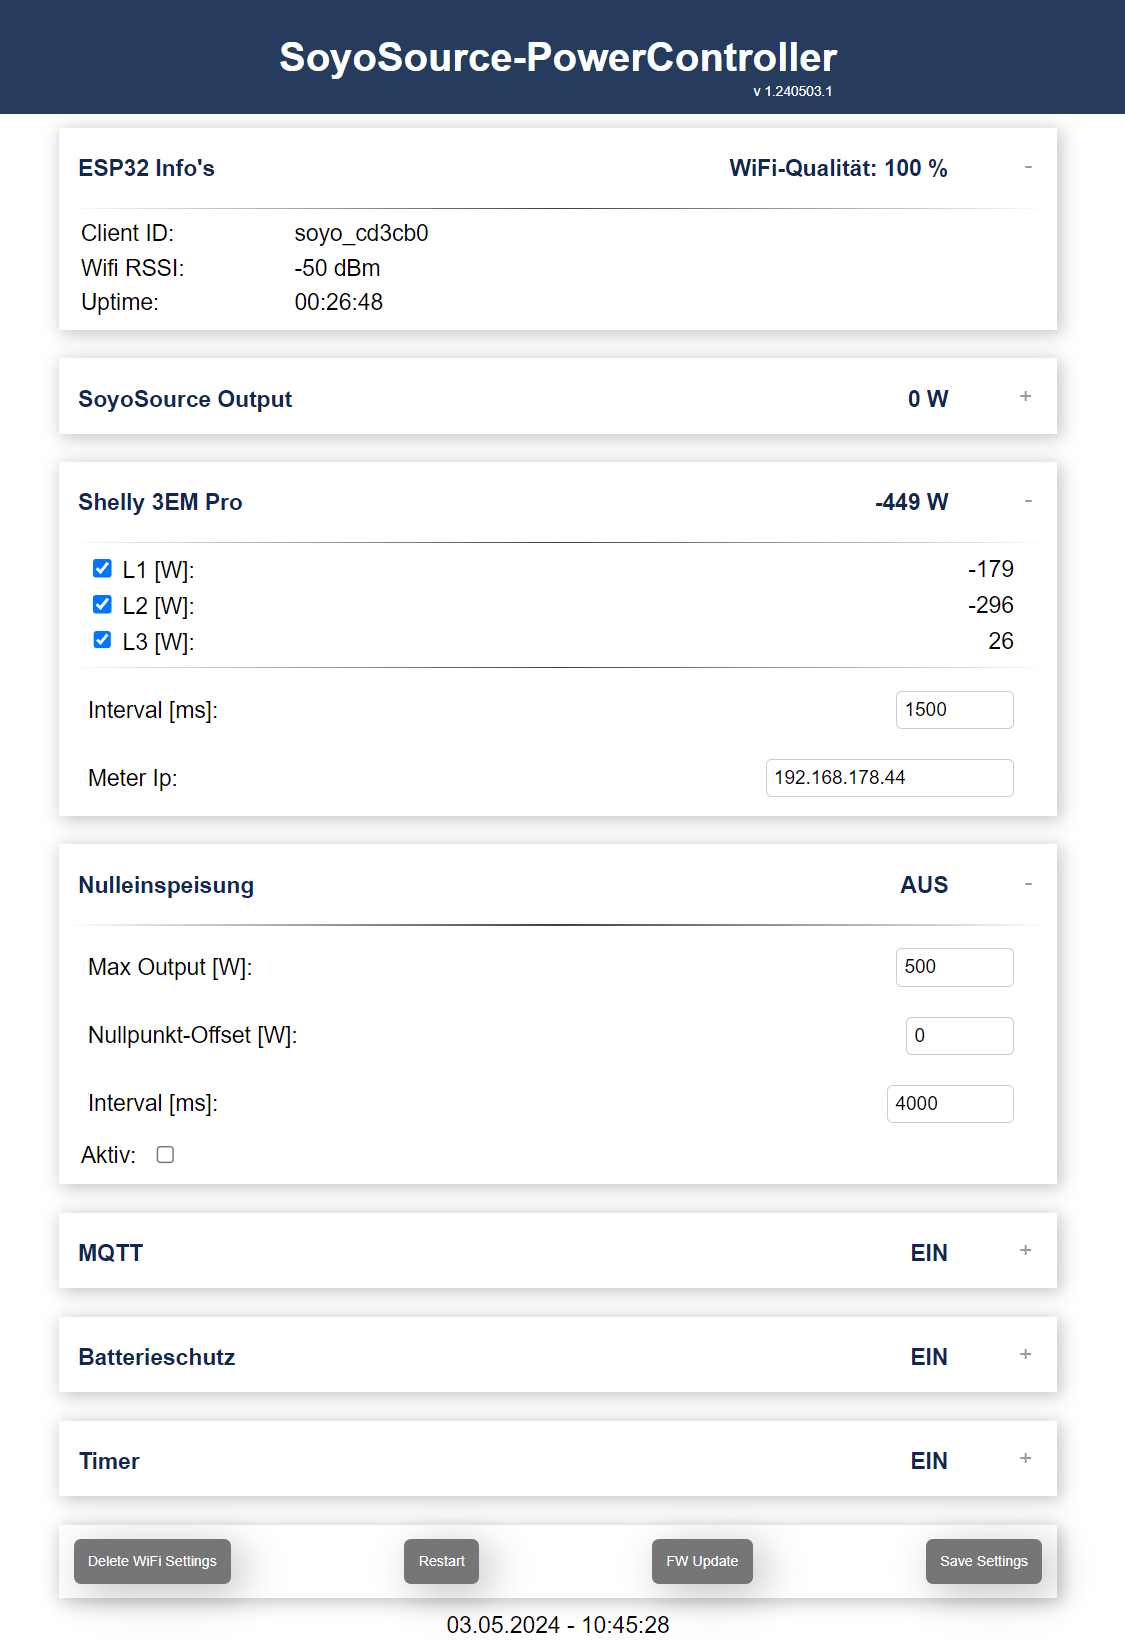 SoyoSource-PowerController
v 1.240503.1
ESP32 Info's WiFi-Qualität: 100 % -
Client ID: soyo_cd3cb0
Wifi RSSI: -50 dBm
Uptime: 00:26:48
SoyoSource Output 0 W +
Shelly 3EM Pro -449 W -
L1 [W]: -179
L2 [W]: -296
L3 [W]: 26
Interval [ms]: 1500
Meter Ip: 192.168.178.44
Nulleinspeisung AUS -
Max Output [W]: 500
Nullpunkt-Offset [W]: 0
Interval [ms]: 4000
Aktiv:
MQTT EIN +
Batterieschutz EIN +
Timer EIN +
Delete WiFi Settings Restart FW Update Save Settings
03.05.2024 - 10:45:28